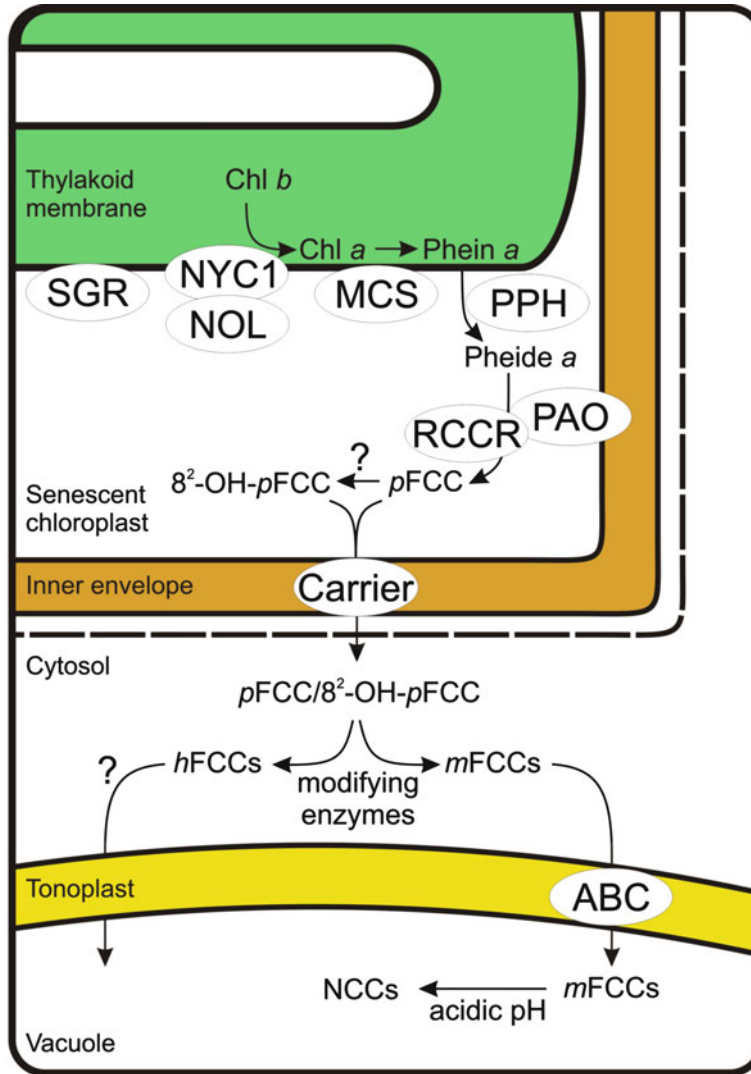 Chl b
Thylakoid
membrane
Chl a
Phein a
SGR
NYC1
NOL
MCS
PPH
Pheide a
PAO
RCCR
?
8²-OH-pFCC
pFCC
Senescent
chloroplast
Inner envelope
Carrier
Cytosol
pFCC/8²-OH-pFCC
?
hFCCs
modifying
enzymes
mFCCs
Tonoplast
ABC
NCCs
acidic pH
mFCCs
Vacuole